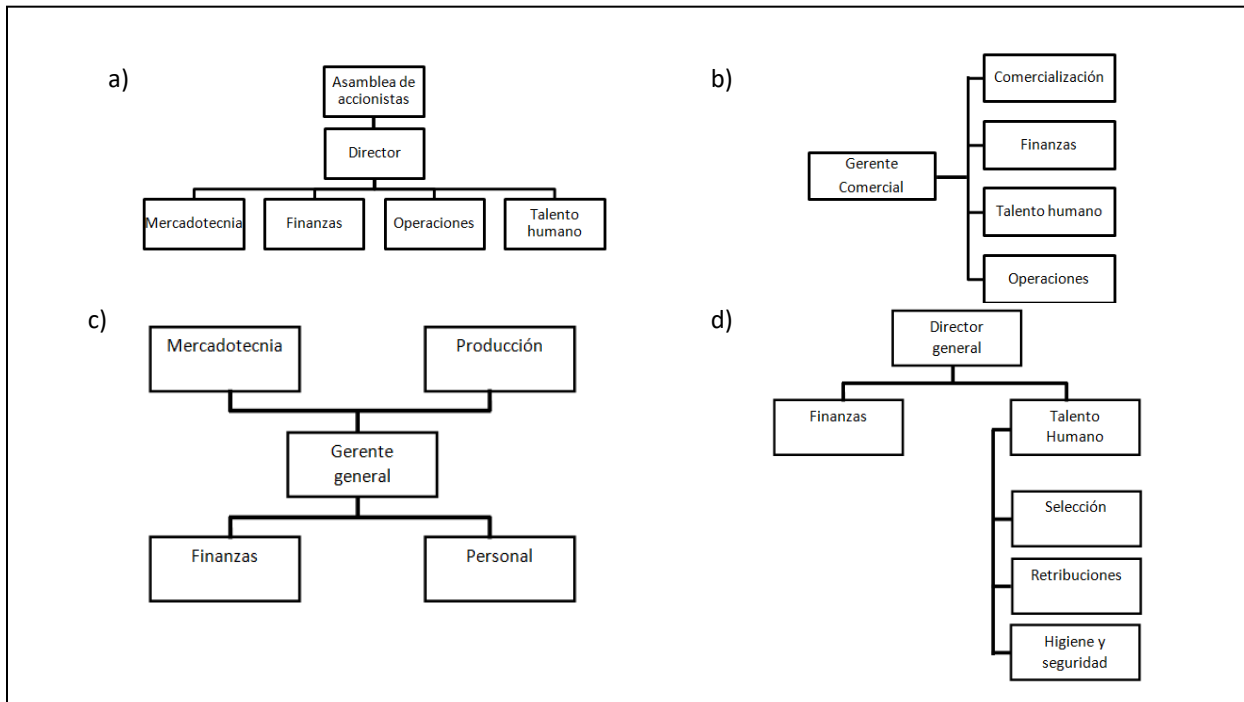 a)
Asamblea de
accionistas
Director
Mercadotecnia
Finanzas
Operaciones
Talento
humano
b)
Gerente
Comercial
Comercialización
Finanzas
Talento humano
Operaciones
c)
Mercadotecnia
Producción
Gerente
general
Finanzas
Personal
d)
Director
general
Finanzas
Talento
Humano
Selección
Retribuciones
Higiene y
seguridad